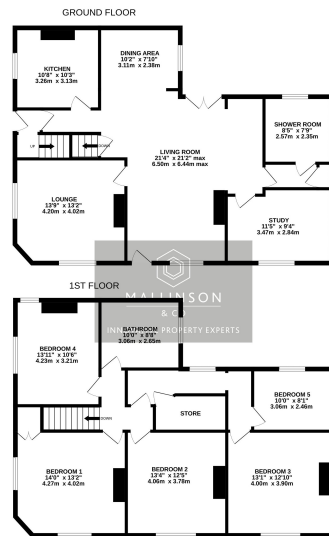 GROUND FLOOR
KITCHEN
10'8" x 10'3"
3.26m x 3.13m
DINING AREA
10'2" x 7'10"
3.11m x 2.38m
SHOWER ROOM
8'5" x 7'9"
2.57m x 2.35m
UP
DOWN
LIVING ROOM
21'4" x 21'2" max
6.50m x 6.44m max
LOUNGE
13'9" x 13'2"
4.20m x 4.02m
STUDY
11'5" x 9'4"
3.47m x 2.84m
1ST FLOOR
MALLINSON
& CO
PROPERTY EXPERTS
BEDROOM 4
13'11" x 10'6"
4.23m x 3.21m
BATHROOM
10'0" x 8'8"
3.06m x 2.65m
BEDROOM 5
10'0" x 8'1"
3.06m x 2.46m
STORE
DOWN
BEDROOM 1
14'0" x 13'2"
4.27m x 4.02m
BEDROOM 2
13'4" x 12'5"
4.06m x 3.78m
BEDROOM 3
13'1" x 12'10"
4.00m x 3.90m